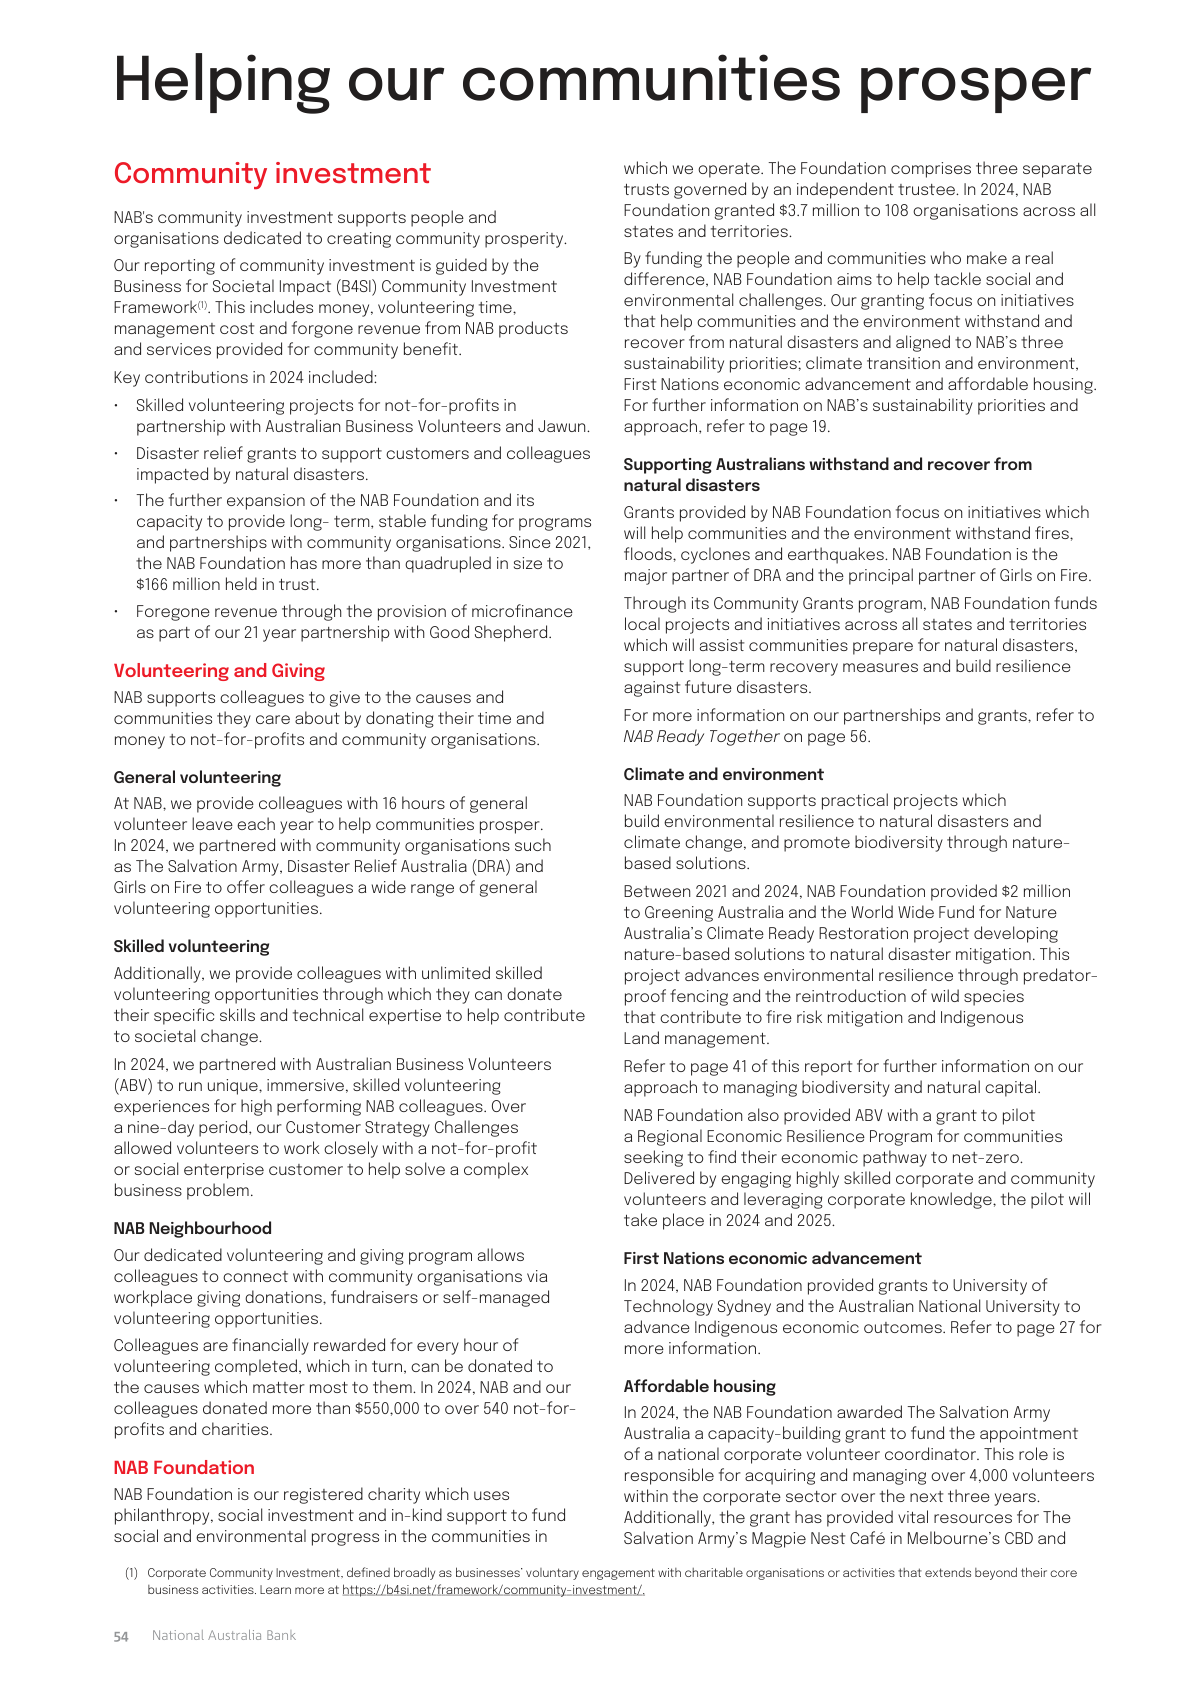 Helping our communities prosper
Community investment
NAB's community investment supports people and
organisations dedicated to creating community prosperity.
Our reporting of community investment is guided by the
Business for Societal Impact (B4SI) Community Investment
Framework(1). This includes money, volunteering time,
management cost and forgone revenue from NAB products
and services provided for community benefit.
Key contributions in 2024 included:
• Skilled volunteering projects for not-for-profits in
partnership with Australian Business Volunteers and Jawun.
• Disaster relief grants to support customers and colleagues
impacted by natural disasters.
• The further expansion of the NAB Foundation and its
capacity to provide long- term, stable funding for programs
and partnerships with community organisations. Since 2021,
the NAB Foundation has more than quadrupled in size to
$166 million held in trust.
• Foregone revenue through the provision of microfinance
as part of our 21 year partnership with Good Shepherd.
Volunteering and Giving
NAB supports colleagues to give to the causes and
communities they care about by donating their time and
money to not-for-profits and community organisations.
General volunteering
At NAB, we provide colleagues with 16 hours of general
volunteer leave each year to help communities prosper.
In 2024, we partnered with community organisations such
as The Salvation Army, Disaster Relief Australia (DRA) and
Girls on Fire to offer colleagues a wide range of general
volunteering opportunities.
Skilled volunteering
Additionally, we provide colleagues with unlimited skilled
volunteering opportunities through which they can donate
their specific skills and technical expertise to help contribute
to societal change.
In 2024, we partnered with Australian Business Volunteers
(ABV) to run unique, immersive, skilled volunteering
experiences for high performing NAB colleagues. Over
a nine-day period, our Customer Strategy Challenges
allowed volunteers to work closely with a not-for-profit
or social enterprise customer to help solve a complex
business problem.
NAB Neighbourhood
Our dedicated volunteering and giving program allows
colleagues to connect with community organisations via
workplace giving donations, fundraisers or self-managed
volunteering opportunities.
Colleagues are financially rewarded for every hour of
volunteering completed, which in turn, can be donated to
the causes which matter most to them. In 2024, NAB and our
colleagues donated more than $550,000 to over 540 not-for-
profits and charities.
NAB Foundation
NAB Foundation is our registered charity which uses
philanthropy, social investment and in-kind support to fund
social and environmental progress in the communities in
which we operate. The Foundation comprises three separate
trusts governed by an independent trustee. In 2024, NAB
Foundation granted $3.7 million to 108 organisations across all
states and territories.
By funding the people and communities who make a real
difference, NAB Foundation aims to help tackle social and
environmental challenges. Our granting focus on initiatives
that help communities and the environment withstand and
recover from natural disasters and aligned to NAB's three
sustainability priorities; climate transition and environment,
First Nations economic advancement and affordable housing.
For further information on NAB's sustainability priorities and
approach, refer to page 19.
Supporting Australians withstand and recover from
natural disasters
Grants provided by NAB Foundation focus on initiatives which
will help communities and the environment withstand fires,
floods, cyclones and earthquakes. NAB Foundation is the
major partner of DRA and the principal partner of Girls on Fire.
Through its Community Grants program, NAB Foundation funds
local projects and initiatives across all states and territories
which will assist communities prepare for natural disasters,
support long-term recovery measures and build resilience
against future disasters.
For more information on our partnerships and grants, refer to
NAB Ready Together on page 56.
Climate and environment
NAB Foundation supports practical projects which
build environmental resilience to natural disasters and
climate change, and promote biodiversity through nature-
based solutions.
Between 2021 and 2024, NAB Foundation provided $2 million
to Greening Australia and the World Wide Fund for Nature
Australia's Climate Ready Restoration project developing
nature-based solutions to natural disaster mitigation. This
project advances environmental resilience through predator-
proof fencing and the reintroduction of wild species
that contribute to fire risk mitigation and Indigenous
Land management.
Refer to page 41 of this report for further information on our
approach to managing biodiversity and natural capital.
NAB Foundation also provided ABV with a grant to pilot
a Regional Economic Resilience Program for communities
seeking to find their economic pathway to net-zero.
Delivered by engaging highly skilled corporate and community
volunteers and leveraging corporate knowledge, the pilot will
take place in 2024 and 2025.
First Nations economic advancement
In 2024, NAB Foundation provided grants to University of
Technology Sydney and the Australian National University to
advance Indigenous economic outcomes. Refer to page 27 for
more information.
Affordable housing
In 2024, the NAB Foundation awarded The Salvation Army
Australia a capacity-building grant to fund the appointment
of a national corporate volunteer coordinator. This role is
responsible for acquiring and managing over 4,000 volunteers
within the corporate sector over the next three years.
Additionally, the grant has provided vital resources for The
Salvation Army's Magpie Nest Café in Melbourne's CBD and
(1) Corporate Community Investment, defined broadly as businesses' voluntary engagement with charitable organisations or activities that extends beyond their core
business activities. Learn more at https://b4si.net/framework/community-investment/.
54 National Australia Bank